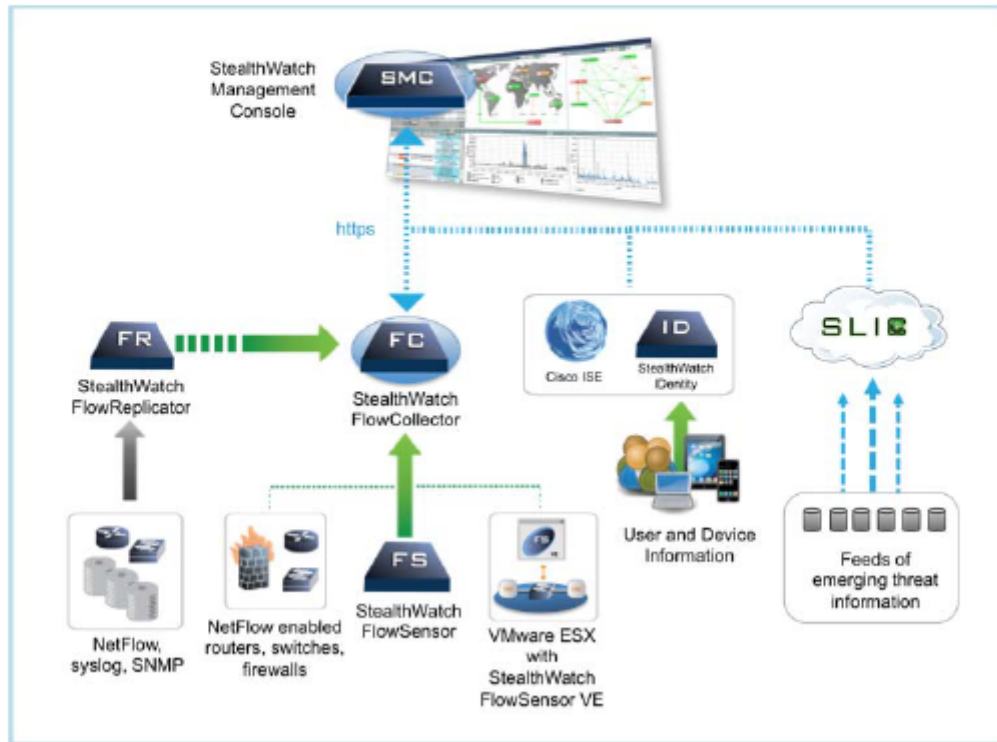 StealthWatch
Management
Console
SMC
https
FR
StealthWatch
FlowReplicator
FC
StealthWatch
FlowCollector
Cisco ISE
ID
StealthWatch
IDentity
SLIC
NetFlow,
syslog, SNMP
NetFlow enabled
routers, switches,
firewalls
FS
StealthWatch
FlowSensor
FS
VE
VMware ESX
with
StealthWatch
FlowSensor VE
User and Device
Information
Feeds of
emerging threat
information